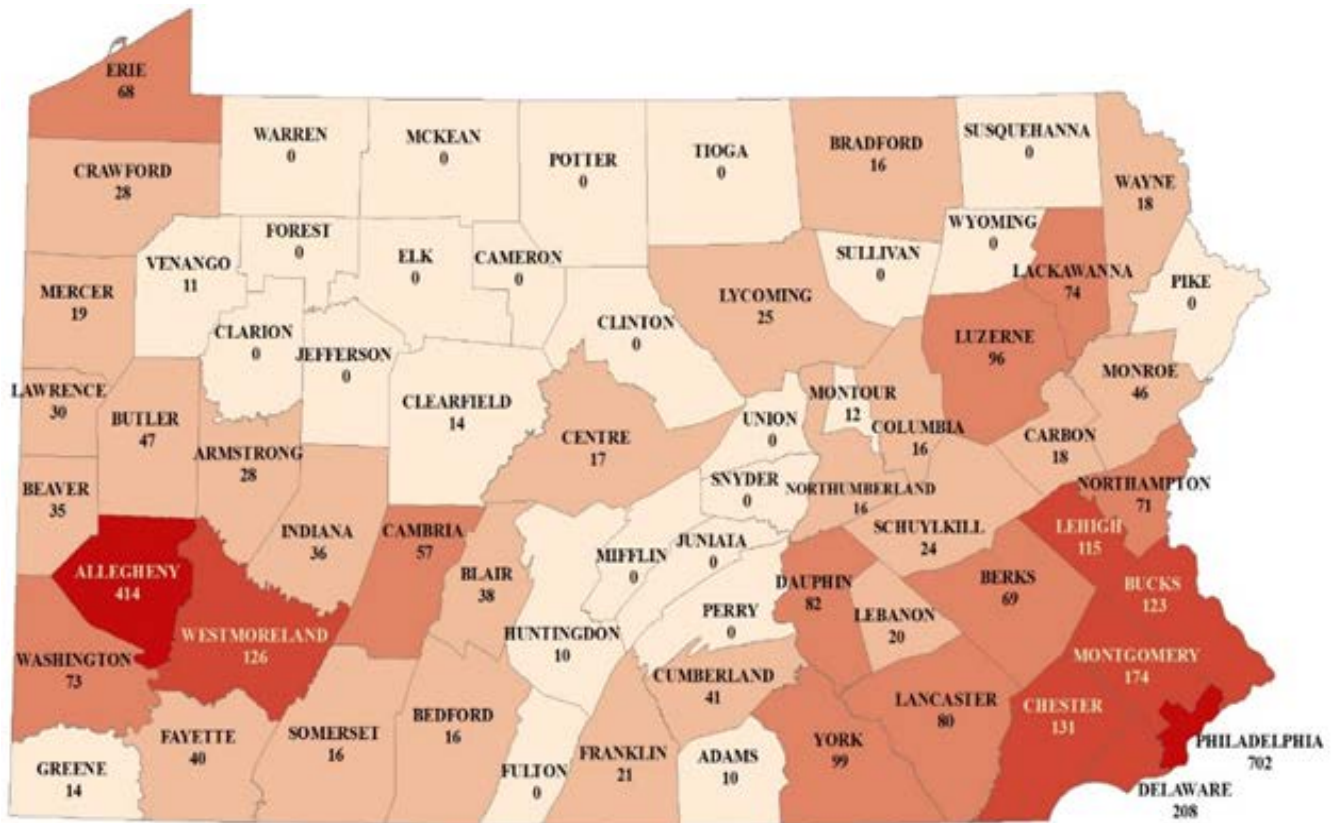 ERIE
68
WARREN
0
MCKEAN
0
POTTER
0
TIOGA
0
BRADFORD
16
SUSQUEHANNA
0
CRAWFORD
28
WAYNE
18
FOREST
0
WYOMING
0
VENANGO
11
ELK
0
CAMERON
0
SULLIVAN
0
LACKAWANNA
74
PIKE
0
MERCER
19
LYCOMING
25
CLARION
0
CLINTON
0
LUZERNE
96
JEFFERSON
0
MONROE
46
LAWRENCE
30
BUTLER
47
CLEARFIELD
14
MONTOUR
12
UNION
0
COLUMBIA
16
CENTRE
17
CARBON
18
ARMSTRONG
28
SNYDER
0
BEAVER
35
NORTHUMBERLAND
16
NORTHAMPTON
71
INDIANA
36
CAMBRIA
57
SCHUYLKILL
24
LEHIGH
115
MIFFLIN
0
JUNIATA
0
ALLEGHENY
414
BLAIR
38
DAUPHIN
82
BERKS
69
BUCKS
123
PERRY
0
LEBANON
20
WESTMORELAND
126
HUNTINGDON
10
WASHINGTON
73
MONTGOMERY
174
CUMBERLAND
41
LANCASTER
80
CHESTER
131
FAYETTE
40
SOMERSET
16
BEDFORD
16
FRANKLIN
21
ADAMS
10
YORK
99
PHILADELPHIA
702
GREENE
14
FULTON
0
DELAWARE
208